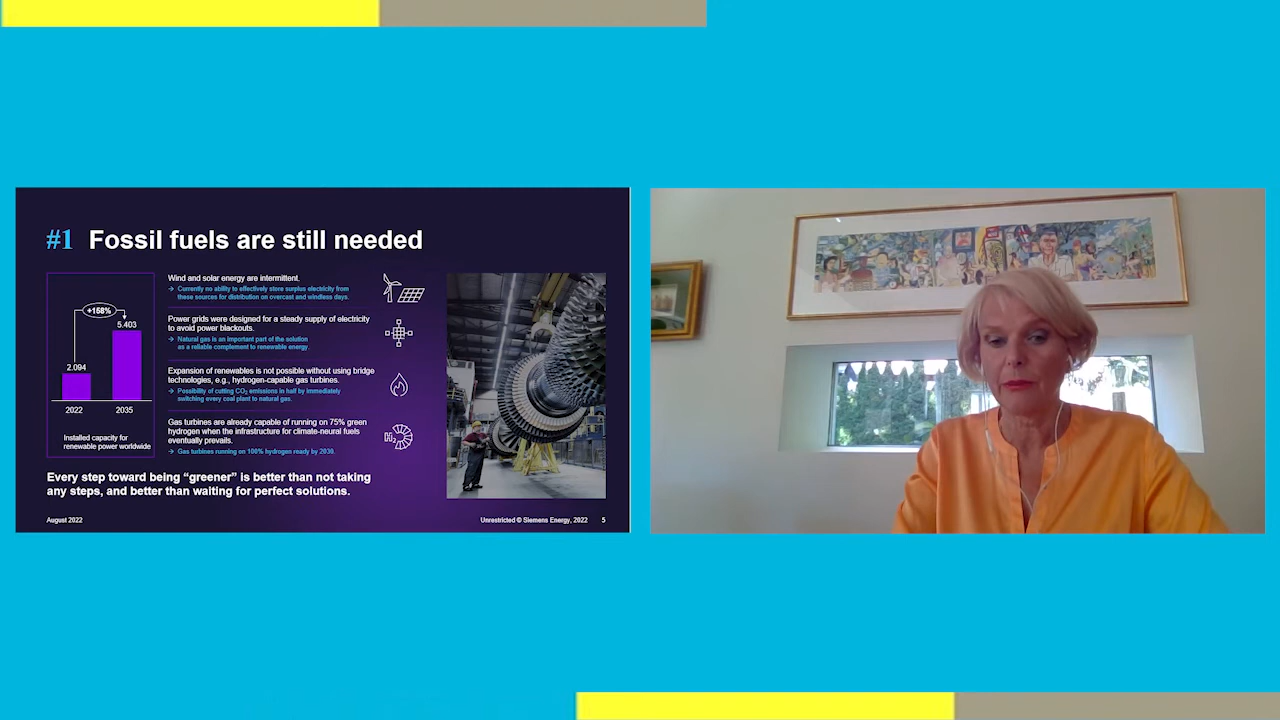 #1 Fossil fuels are still needed
+158%
5.403
2.094
2022 2035
Installed capacity for
renewable power worldwide
Wind and solar energy are intermittent.
→ Currently no ability to effectively store surplus electricity from
these sources for distribution on overcast and windless days.
Power grids were designed for a steady supply of electricity
to avoid power blackouts.
→ Natural gas is an important part of the solution
as a reliable complement to renewable energy.
Expansion of renewables is not possible without using bridge
technologies, e.g., hydrogen-capable gas turbines.
→ Possibility of cutting CO₂ emissions in half by immediately
switching every coal plant to natural gas.
Gas turbines are already capable of running on 75% green
hydrogen when the infrastructure for climate-neural fuels
eventually prevails.
→ Gas turbines running on 100% hydrogen ready by 2030.
H₂
Every step toward being “greener” is better than not taking
any steps, and better than waiting for perfect solutions.
August 2022
Unrestricted © Siemens Energy, 2022 5